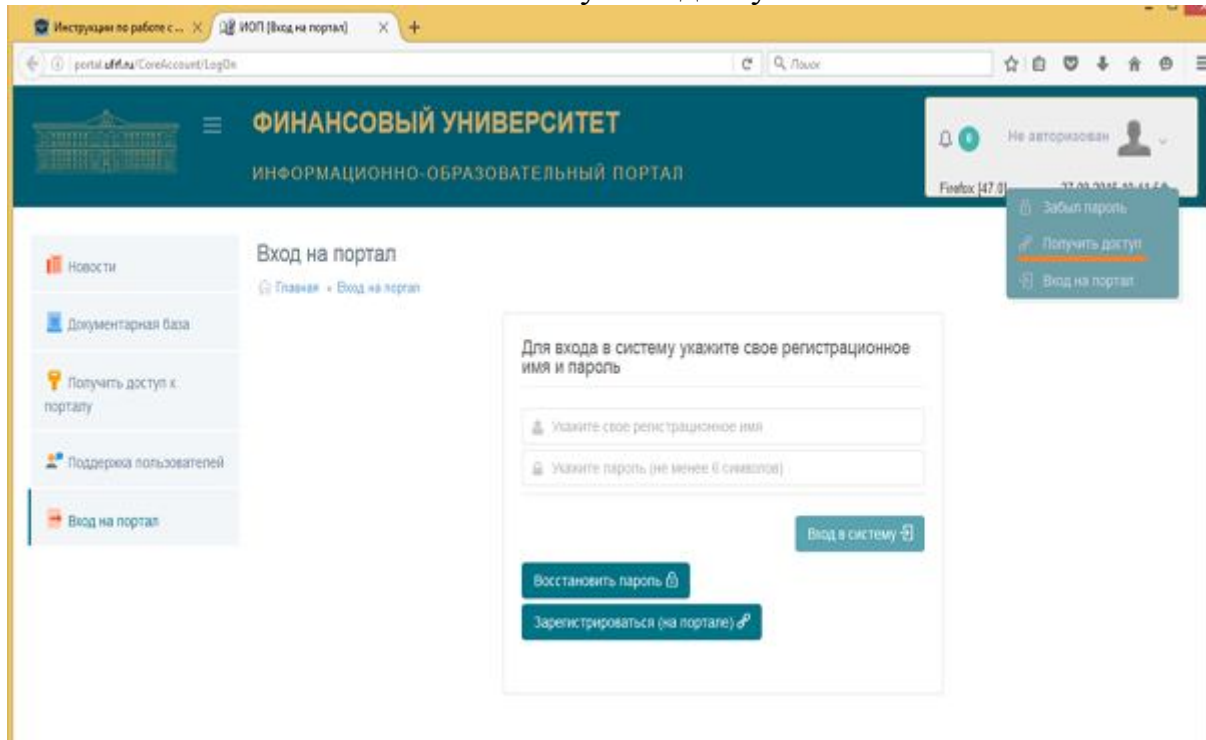 Инструкции по работе с ...
ИОП (Вход на портал)
portal.ufrf.ru/CoreAccount/LogOn
Поиск
ФИНАНСОВЫЙ УНИВЕРСИТЕТ
ИНФОРМАЦИОННО-ОБРАЗОВАТЕЛЬНЫЙ ПОРТАЛ
0
Не авторизован
Firefox [47.0]
Забыл пароль
Получить доступ
Вход на портал
Новости
Документарная база
Получить доступ к
порталу
Поддержка пользователей
Вход на портал
Вход на портал
Главная » Вход на портал
Для входа в систему укажите свое регистрационное
имя и пароль
Укажите свое регистрационное имя
Укажите пароль (не менее 6 символов)
Вход в систему
Восстановить пароль
Зарегистрироваться (на портале)